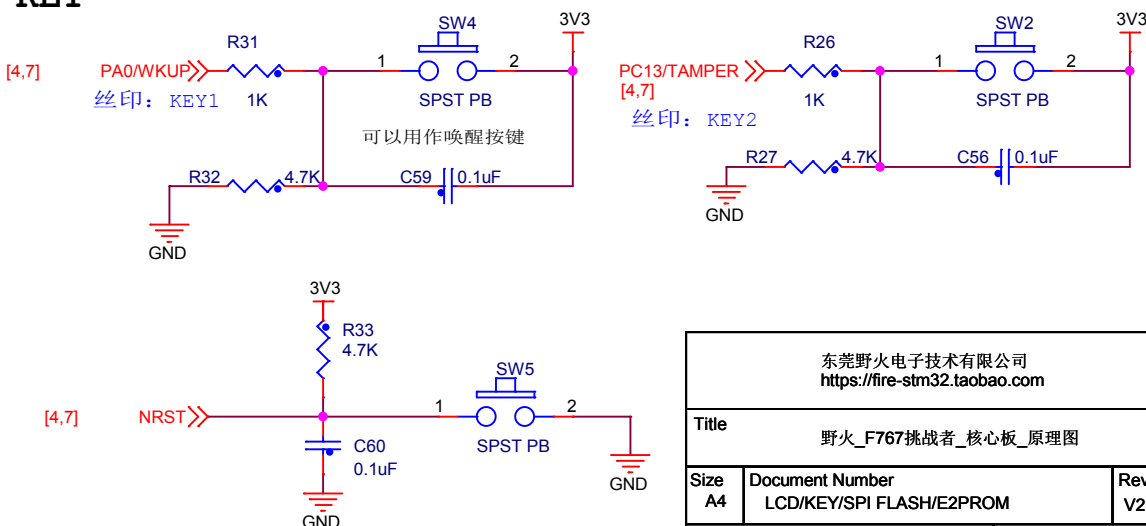 KEY
3V3
3V3
SW4
SW2
R31
R26
[4,7]
PA0/WKUP
1
2
PC13/TAMPER
1
2
[4,7]
丝印: KEY1
1K
SPST PB
1K
SPST PB
丝印: KEY2
可以用作唤醒按键
R32
4.7K
C59
0.1uF
R27
4.7K
C56
0.1uF
GND
GND
3V3
R33
4.7K
SW5
[4,7]
NRST
1
2
SPST PB
C60
0.1uF
GND
GND
东莞野火电子技术有限公司
https://fire-stm32.taobao.com
Title
野火_F767挑战者_核心板_原理图
Size
Document Number
Rev
A4
LCD/KEY/SPI FLASH/E2PROM
V2